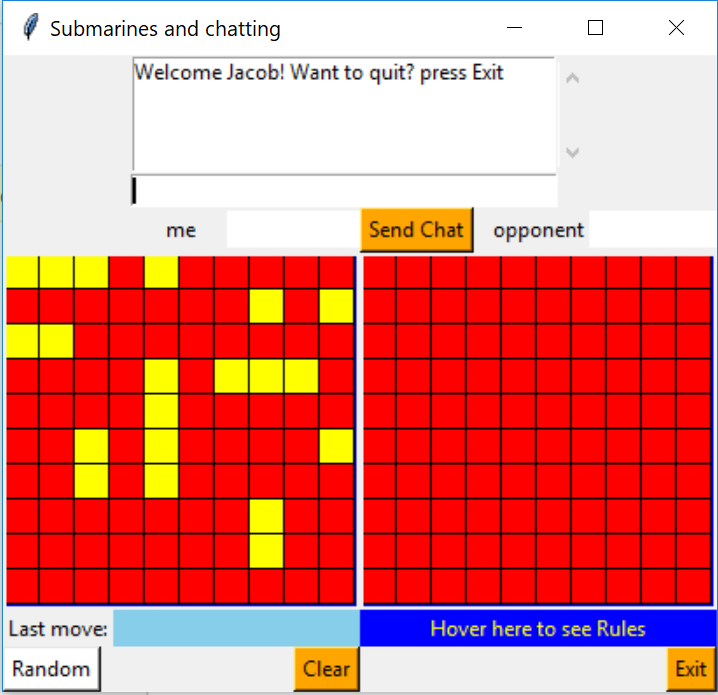 Submarines and chatting
Welcome Jacob! Want to quit? press Exit
me
Send Chat
opponent
Last move:
Hover here to see Rules
Random
Clear
Exit